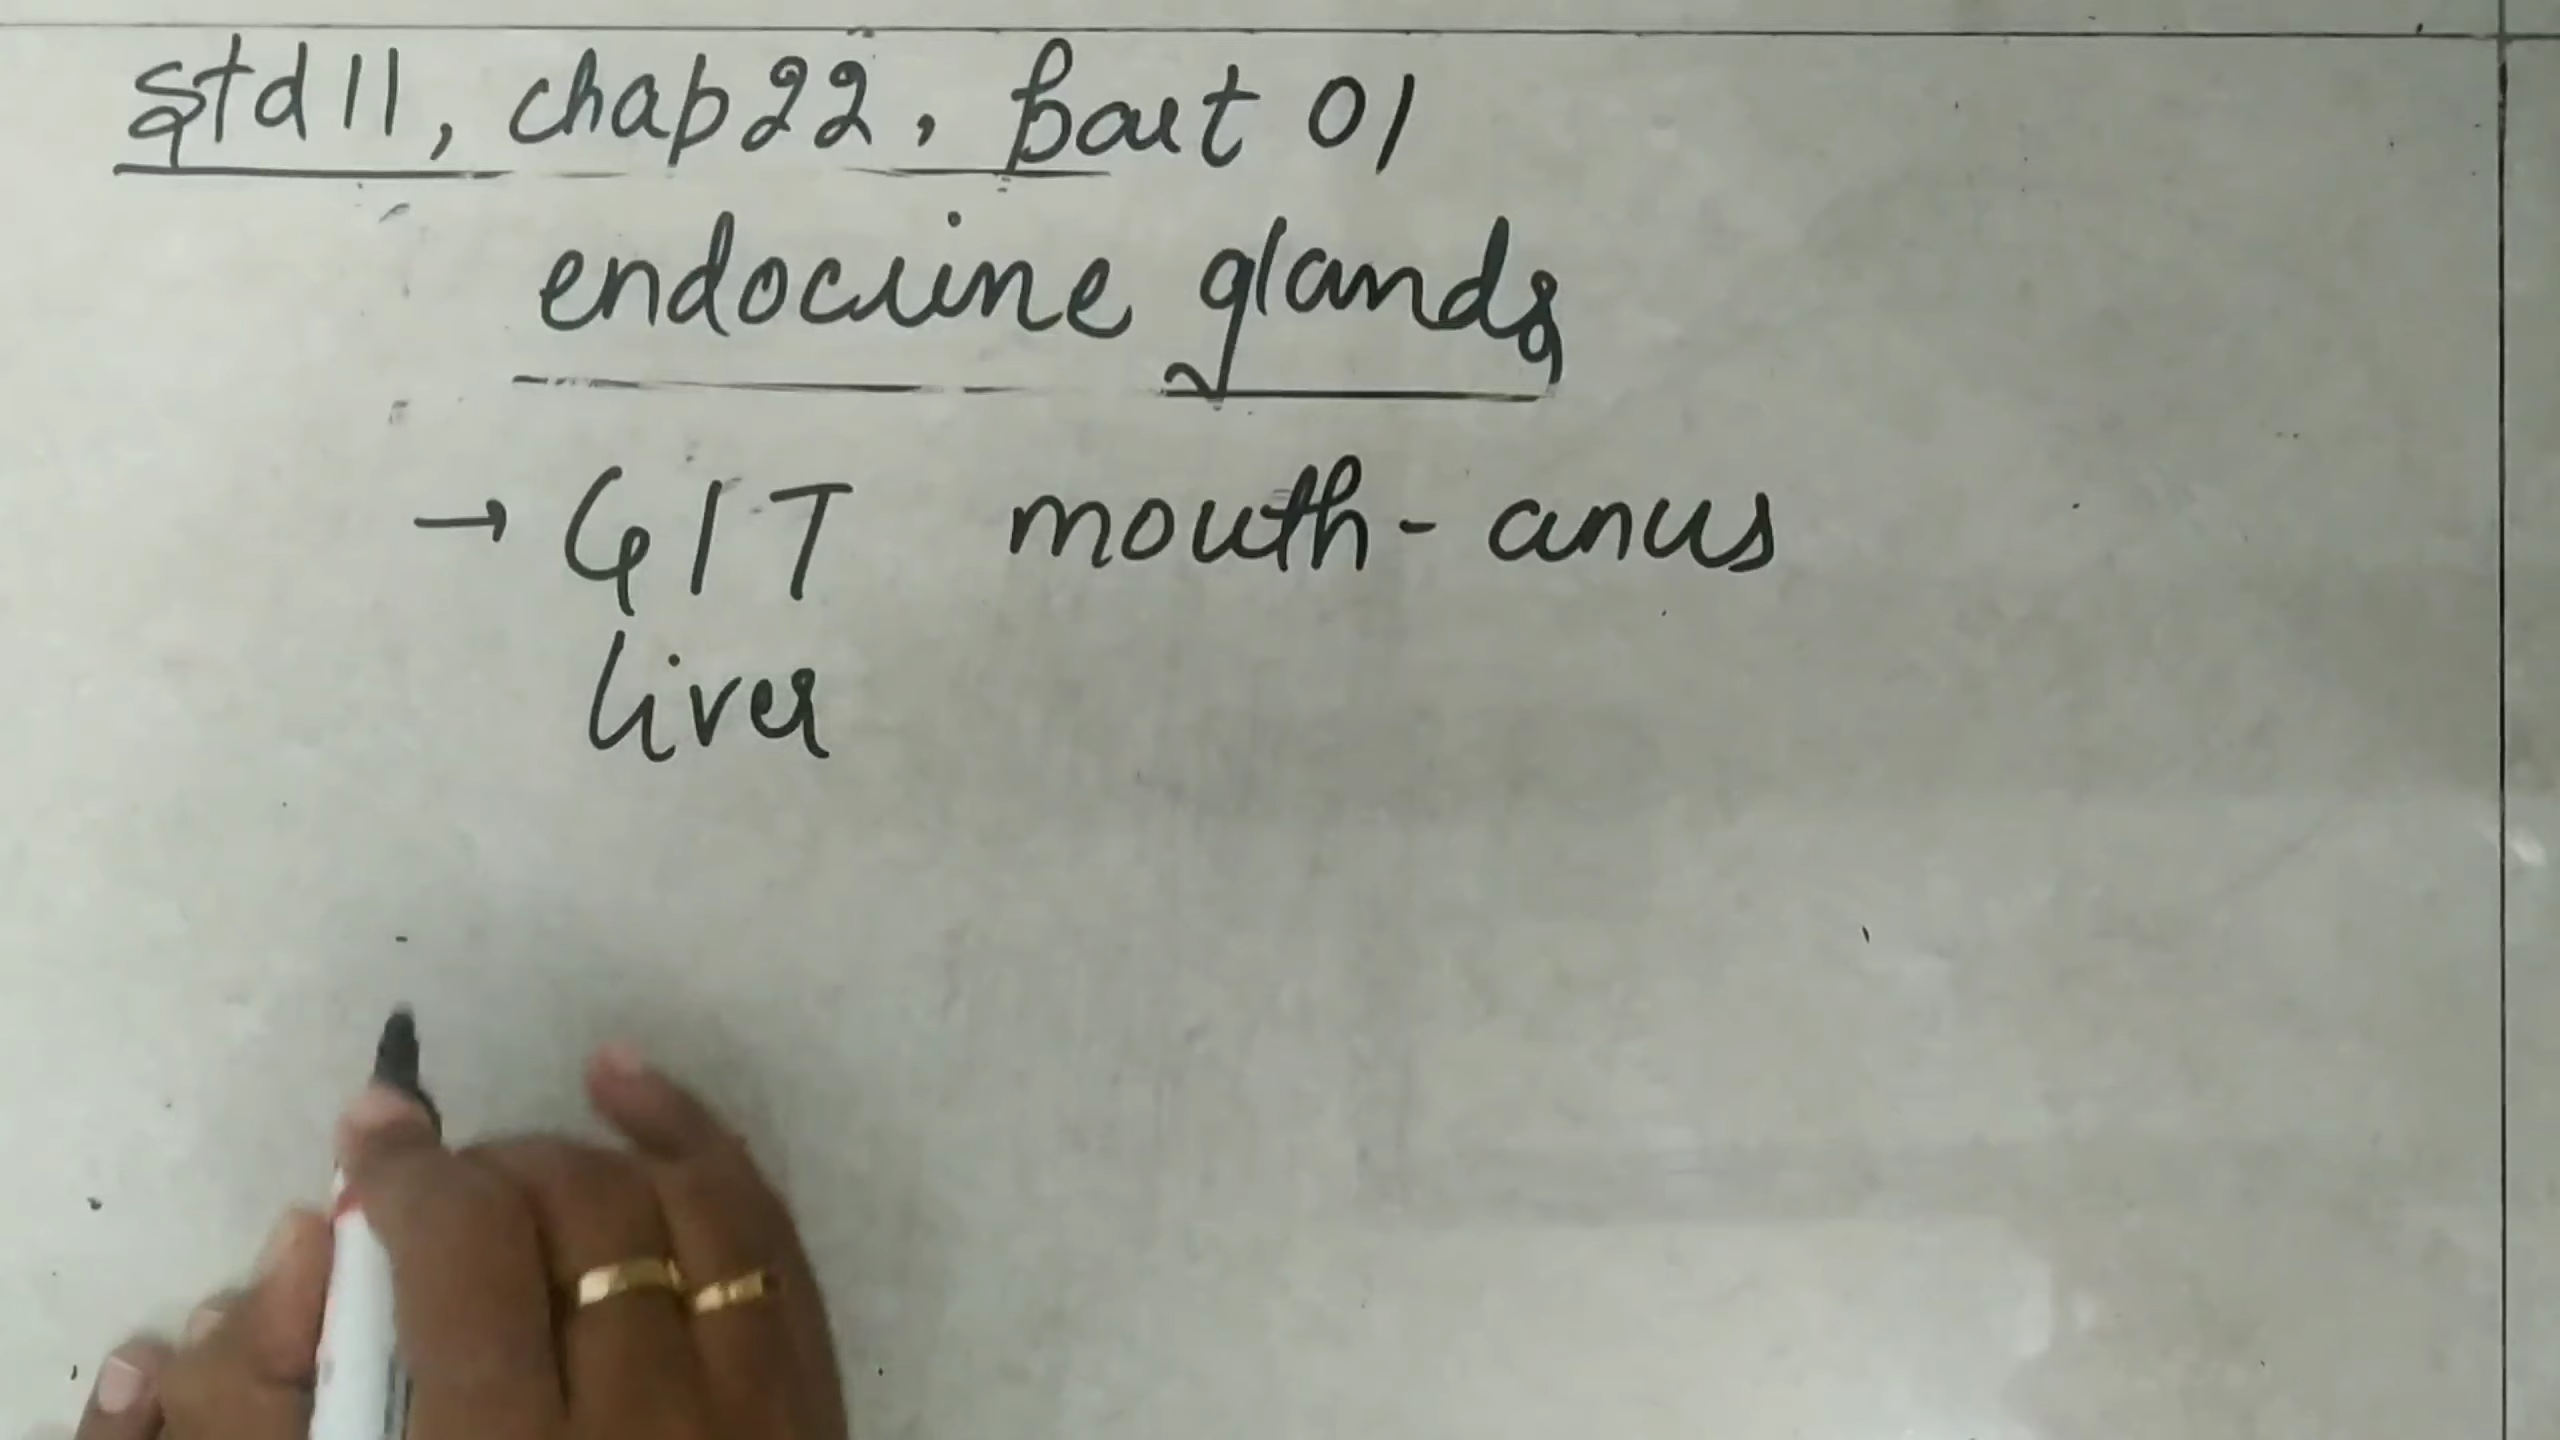 std 11, chap 22, Part 01
endocrine glands
→ GIT mouth - anus
liver